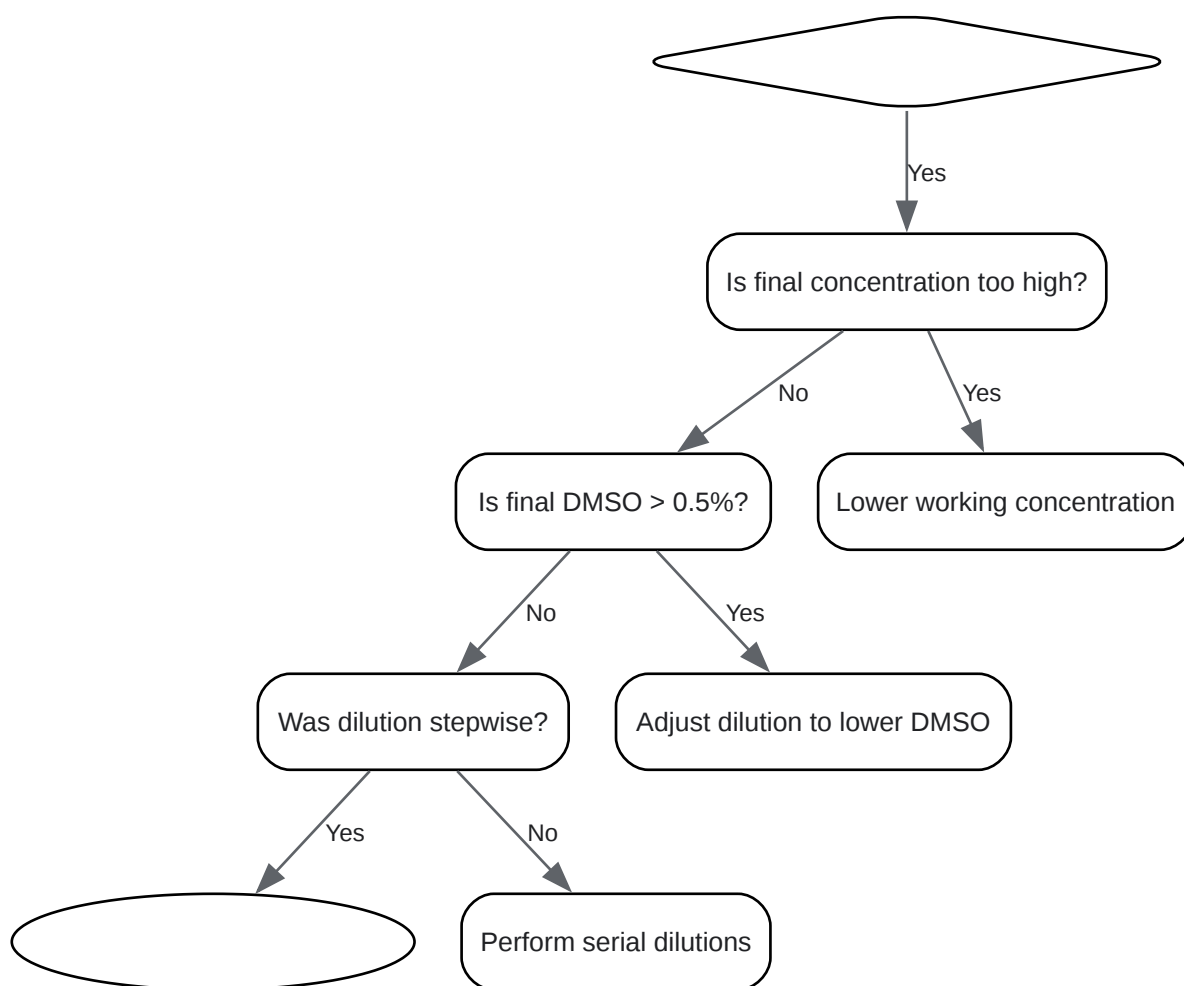 Yes
Is final concentration too high?
No
Yes
Is final DMSO > 0.5%?
Lower working concentration
No
Yes
Was dilution stepwise?
Adjust dilution to lower DMSO
Yes
No
Perform serial dilutions